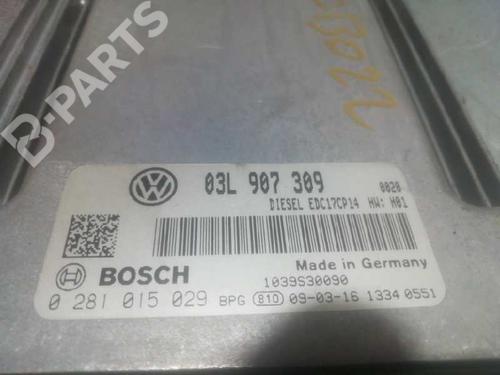 B-PARTS
03L 907 309
0020
DIESEL EDC17CP14 HW: H01
BOSCH
Made in Germany
1039S30090
0 281 015 029 BPG 810 09-03-16 1334 0551